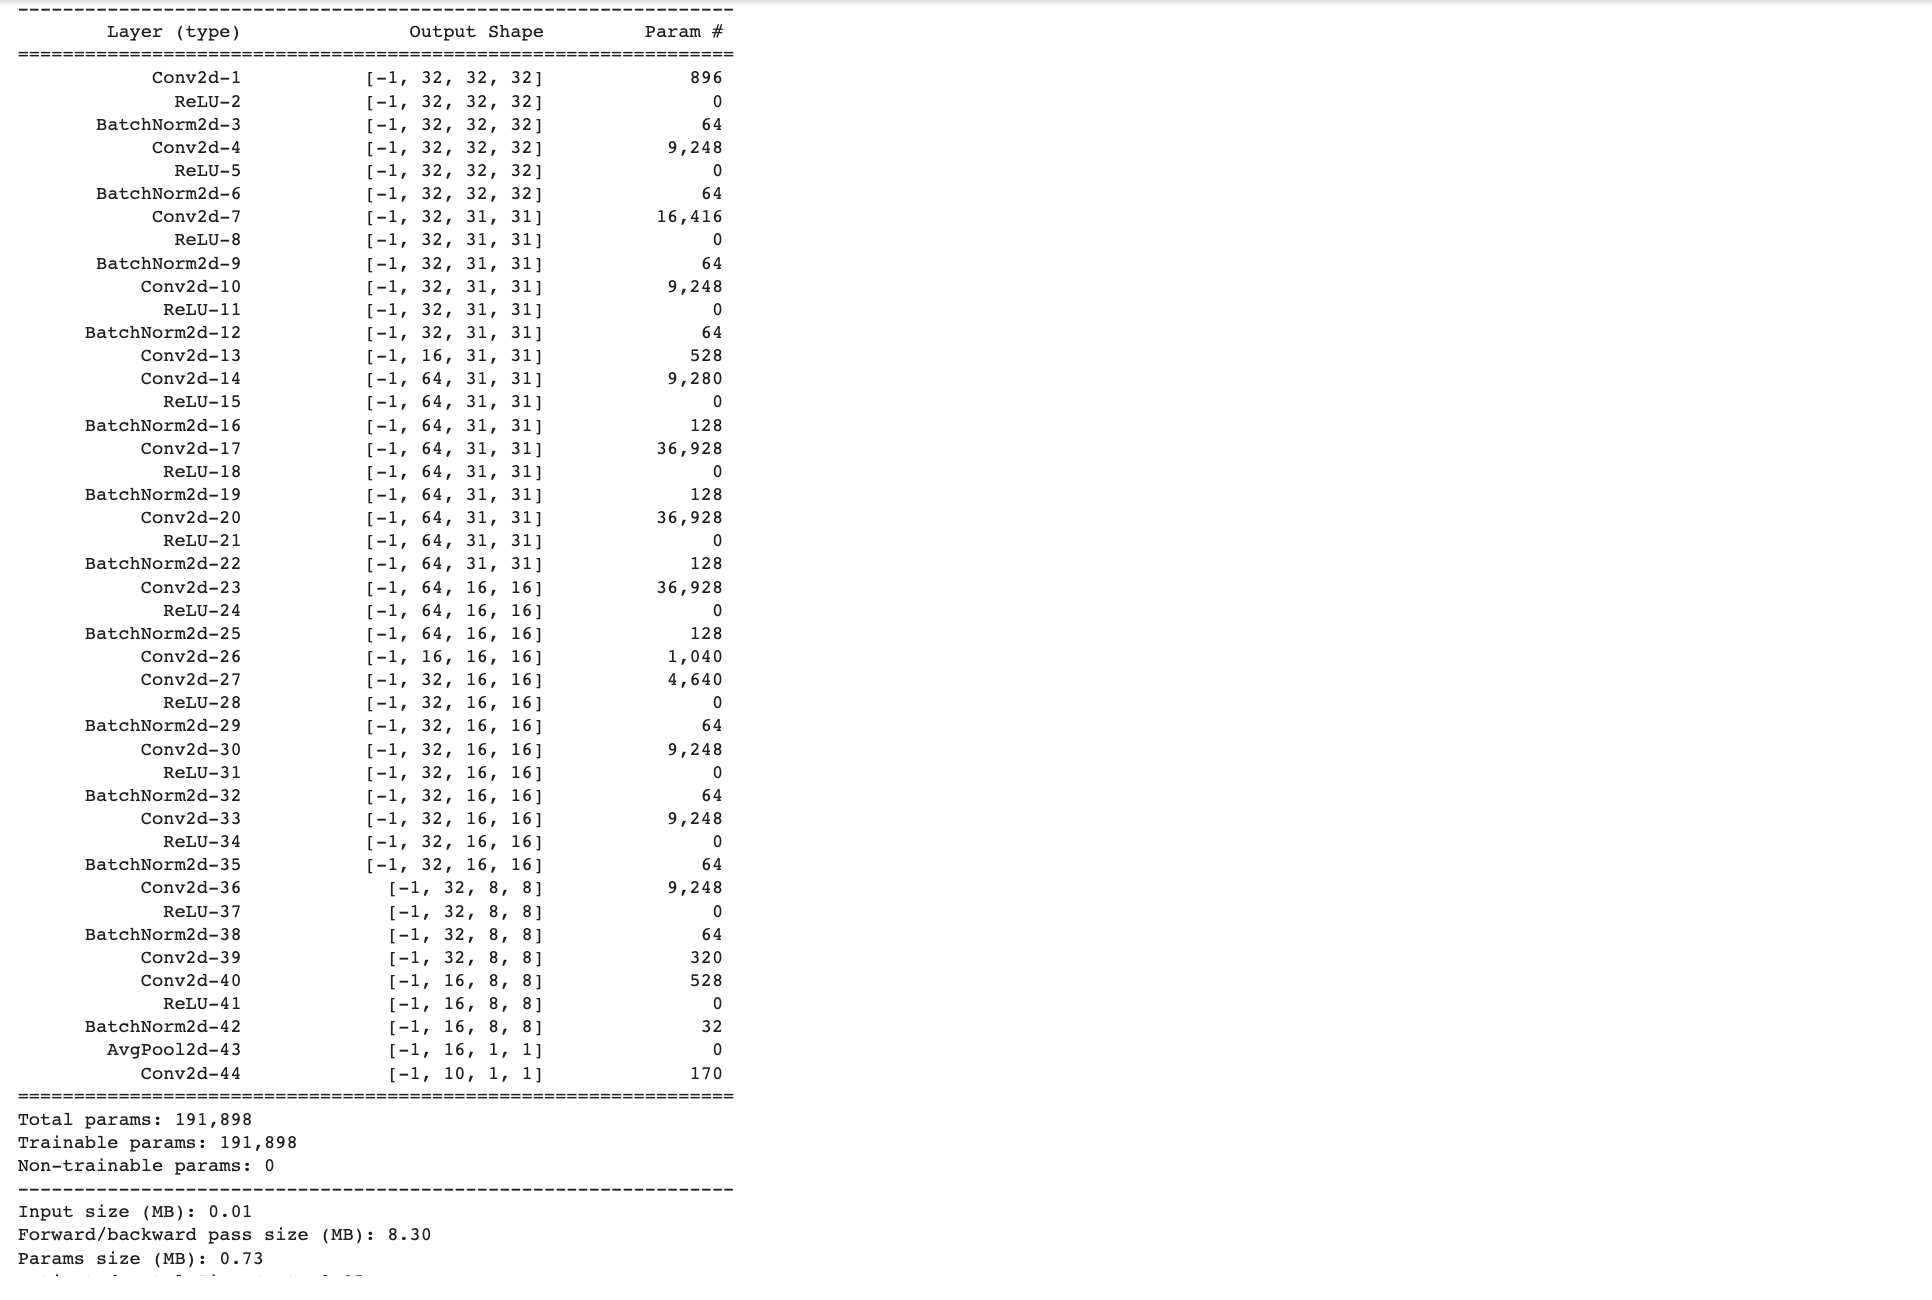 ----------------------------------------------------------------
Layer (type) Output Shape Param #
================================================================
Conv2d-1 [-1, 32, 32, 32] 896
ReLU-2 [-1, 32, 32, 32] 0
BatchNorm2d-3 [-1, 32, 32, 32] 64
Conv2d-4 [-1, 32, 32, 32] 9,248
ReLU-5 [-1, 32, 32, 32] 0
BatchNorm2d-6 [-1, 32, 32, 32] 64
Conv2d-7 [-1, 32, 31, 31] 16,416
ReLU-8 [-1, 32, 31, 31] 0
BatchNorm2d-9 [-1, 32, 31, 31] 64
Conv2d-10 [-1, 32, 31, 31] 9,248
ReLU-11 [-1, 32, 31, 31] 0
BatchNorm2d-12 [-1, 32, 31, 31] 64
Conv2d-13 [-1, 16, 31, 31] 528
Conv2d-14 [-1, 64, 31, 31] 9,280
ReLU-15 [-1, 64, 31, 31] 0
BatchNorm2d-16 [-1, 64, 31, 31] 128
Conv2d-17 [-1, 64, 31, 31] 36,928
ReLU-18 [-1, 64, 31, 31] 0
BatchNorm2d-19 [-1, 64, 31, 31] 128
Conv2d-20 [-1, 64, 31, 31] 36,928
ReLU-21 [-1, 64, 31, 31] 0
BatchNorm2d-22 [-1, 64, 31, 31] 128
Conv2d-23 [-1, 64, 16, 16] 36,928
ReLU-24 [-1, 64, 16, 16] 0
BatchNorm2d-25 [-1, 64, 16, 16] 128
Conv2d-26 [-1, 16, 16, 16] 1,040
Conv2d-27 [-1, 32, 16, 16] 4,640
ReLU-28 [-1, 32, 16, 16] 0
BatchNorm2d-29 [-1, 32, 16, 16] 64
Conv2d-30 [-1, 32, 16, 16] 9,248
ReLU-31 [-1, 32, 16, 16] 0
BatchNorm2d-32 [-1, 32, 16, 16] 64
Conv2d-33 [-1, 32, 16, 16] 9,248
ReLU-34 [-1, 32, 16, 16] 0
BatchNorm2d-35 [-1, 32, 16, 16] 64
Conv2d-36 [-1, 32, 8, 8] 9,248
ReLU-37 [-1, 32, 8, 8] 0
BatchNorm2d-38 [-1, 32, 8, 8] 64
Conv2d-39 [-1, 32, 8, 8] 320
Conv2d-40 [-1, 16, 8, 8] 528
ReLU-41 [-1, 16, 8, 8] 0
BatchNorm2d-42 [-1, 16, 8, 8] 32
AvgPool2d-43 [-1, 16, 1, 1] 0
Conv2d-44 [-1, 10, 1, 1] 170
================================================================
Total params: 191,898
Trainable params: 191,898
Non-trainable params: 0
----------------------------------------------------------------
Input size (MB): 0.01
Forward/backward pass size (MB): 8.30
Params size (MB): 0.73